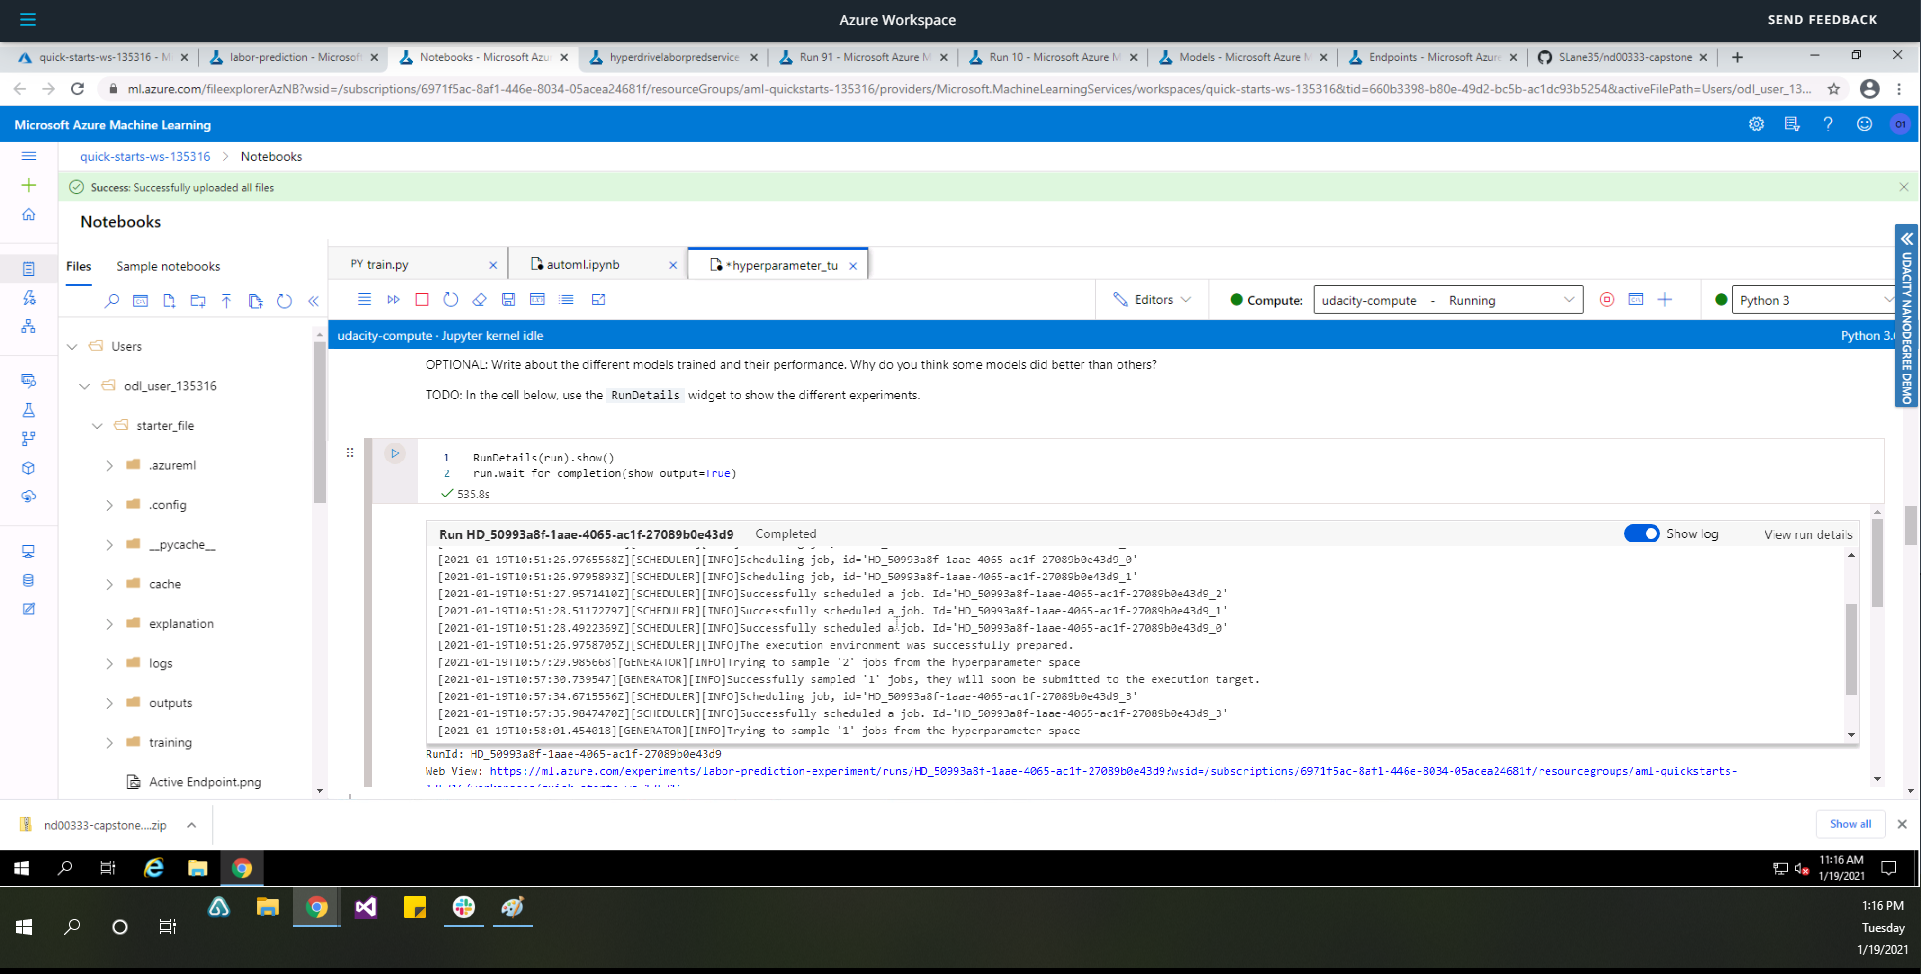 Azure Workspace
SEND FEEDBACK
quick-starts-ws-135316 - M
labor-prediction - Microsof
Notebooks - Microsoft Azu
hyperdrivelaborpredservice
Run 91 - Microsoft Azure M
Run 10 - Microsoft Azure M
Models - Microsoft Azure M
Endpoints - Microsoft Azure
SLane35/nd00333-capstone
ml.azure.com/fileexplorerAzNB?wsid=/subscriptions/6971f5ac-8af1-446e-8034-05acea24681f/resourceGroups/aml-quickstarts-135316/providers/Microsoft.MachineLearningServices/workspaces/quick-starts-ws-135316&tid=660b3398-b80e-49d2-bc5b-ac1dc93b5254&activeFilePath=Users/odl_user_13...
Microsoft Azure Machine Learning
O1
quick-starts-ws-135316 > Notebooks
Success: Successfully uploaded all files
Notebooks
Files
Sample notebooks
PY train.py
automl.ipynb
*hyperparameter_tu
Editors
Compute:
udacity-compute - Running
Python 3
udacity-compute · Jupyter kernel idle
Python 3.
UDACITY NANODEGREE DEMO
Users
odl_user_135316
starter_file
.azureml
.config
__pycache__
cache
explanation
logs
outputs
training
Active Endpoint.png
OPTIONAL: Write about the different models trained and their performance. Why do you think some models did better than others?
TODO: In the cell below, use the RunDetails widget to show the different experiments.
1 RunDetails(run).show()
2 run.wait_for_completion(show_output=True)
535.8s
Run HD_50993a8f-1aae-4065-ac1f-27089b0e43d9 Completed
Show log
View run details
[2021-01-19T10:51:26.9765568Z][SCHEDULER][INFO]Scheduling job, id='HD_50993a8f-1aae-4065-ac1f-27089b0e43d9_0'
[2021-01-19T10:51:26.9795893Z][SCHEDULER][INFO]Scheduling job, id='HD_50993a8f-1aae-4065-ac1f-27089b0e43d9_1'
[2021-01-19T10:51:27.9571410Z][SCHEDULER][INFO]Successfully scheduled a job. Id='HD_50993a8f-1aae-4065-ac1f-27089b0e43d9_2'
[2021-01-19T10:51:28.5117279Z][SCHEDULER][INFO]Successfully scheduled a job. Id='HD_50993a8f-1aae-4065-ac1f-27089b0e43d9_1'
[2021-01-19T10:51:28.4922369Z][SCHEDULER][INFO]Successfully scheduled a job. Id='HD_50993a8f-1aae-4065-ac1f-27089b0e43d9_0'
[2021-01-19T10:51:26.9758705Z][SCHEDULER][INFO]The execution environment was successfully prepared.
[2021-01-19T10:57:29.985668][GENERATOR][INFO]Trying to sample '2' jobs from the hyperparameter space
[2021-01-19T10:57:30.739547][GENERATOR][INFO]Successfully sampled '1' jobs, they will soon be submitted to the execution target.
[2021-01-19T10:57:34.6715536Z][SCHEDULER][INFO]Scheduling job, id='HD_50993a8f-1aae-4065-ac1f-27089b0e43d9_3'
[2021-01-19T10:57:35.9847470Z][SCHEDULER][INFO]Successfully scheduled a job. Id='HD_50993a8f-1aae-4065-ac1f-27089b0e43d9_3'
[2021-01-19T10:58:01.454018][GENERATOR][INFO]Trying to sample '1' jobs from the hyperparameter space
RunId: HD_50993a8f-1aae-4065-ac1f-27089b0e43d9
Web View: https://ml.azure.com/experiments/labor-prediction-experiment/runs/HD_50993a8f-1aae-4065-ac1f-27089b0e43d9?wsid=/subscriptions/6971f5ac-8af1-446e-8034-05acea24681f/resourcegroups/aml-quickstarts-
nd00333-capstone....zip
Show all
11:16 AM
1/19/2021
1:16 PM
Tuesday
1/19/2021